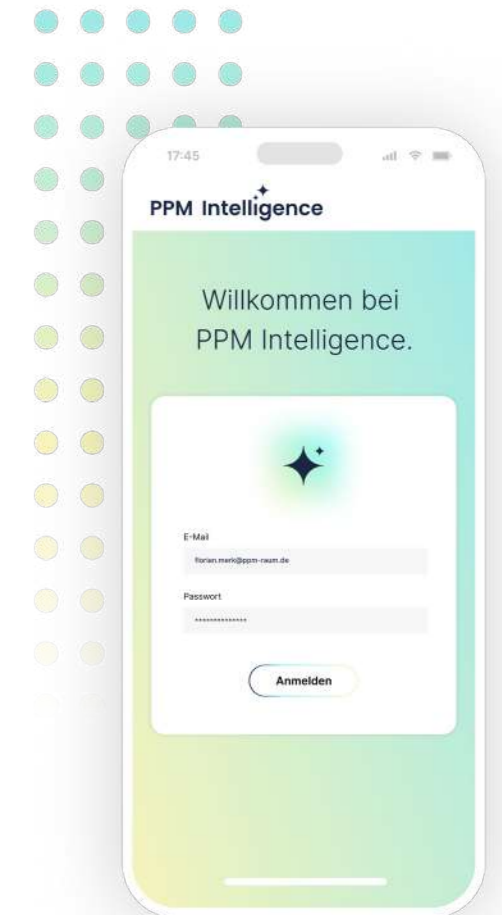 17:45
PPM Intelligence
Willkommen bei
PPM Intelligence.
E-Mail
florian.merk@ppm-raum.de
Passwort
**************
Anmelden